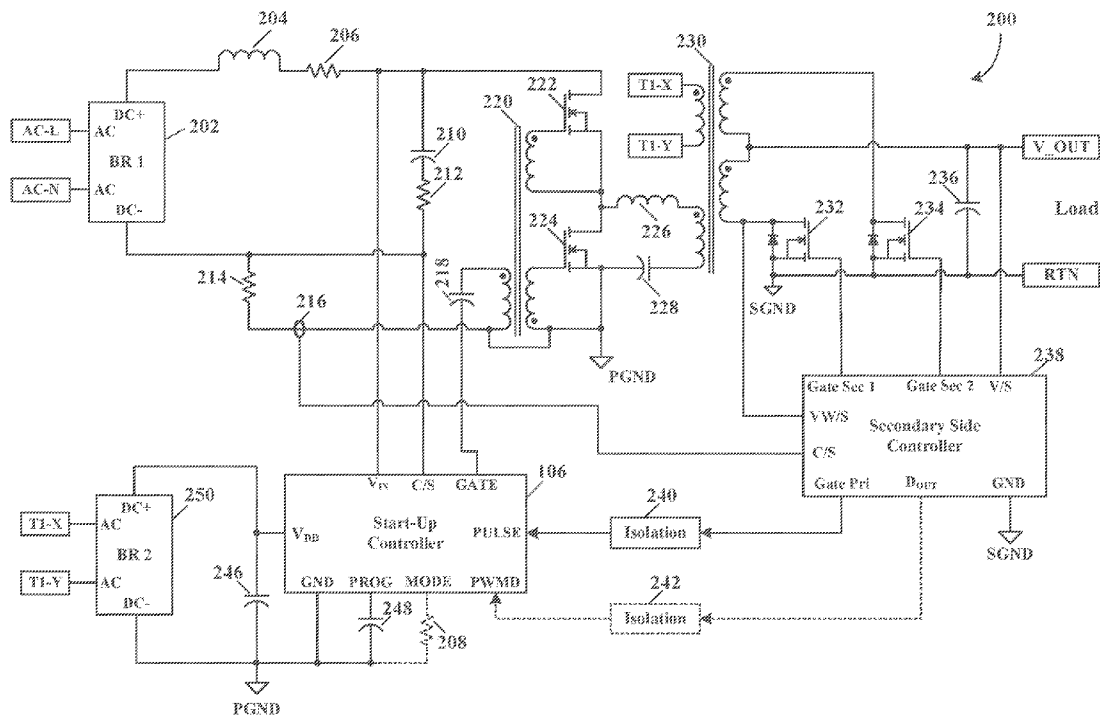 200
204
206
230
T1-X
T1-Y
220
222
DC+
AC-L
AC
202
BR 1
AC-N
AC
DC-
210
212
V_OUT
236
Load
232
234
224
226
214
216
218
228
SGND
RTN
PGND
238
Gate Sec 1
Gate Sec 2
V/S
VW/S
Secondary Side
Controller
C/S
Gate Pri
DOUT
GND
SGND
VIN
C/S
GATE
106
Start-Up
Controller
VDD
PULSE
GND
PROG
MODE
PWMD
240
Isolation
242
Isolation
DC+
250
T1-X
AC
BR 2
T1-Y
AC
DC-
246
248
208
PGND